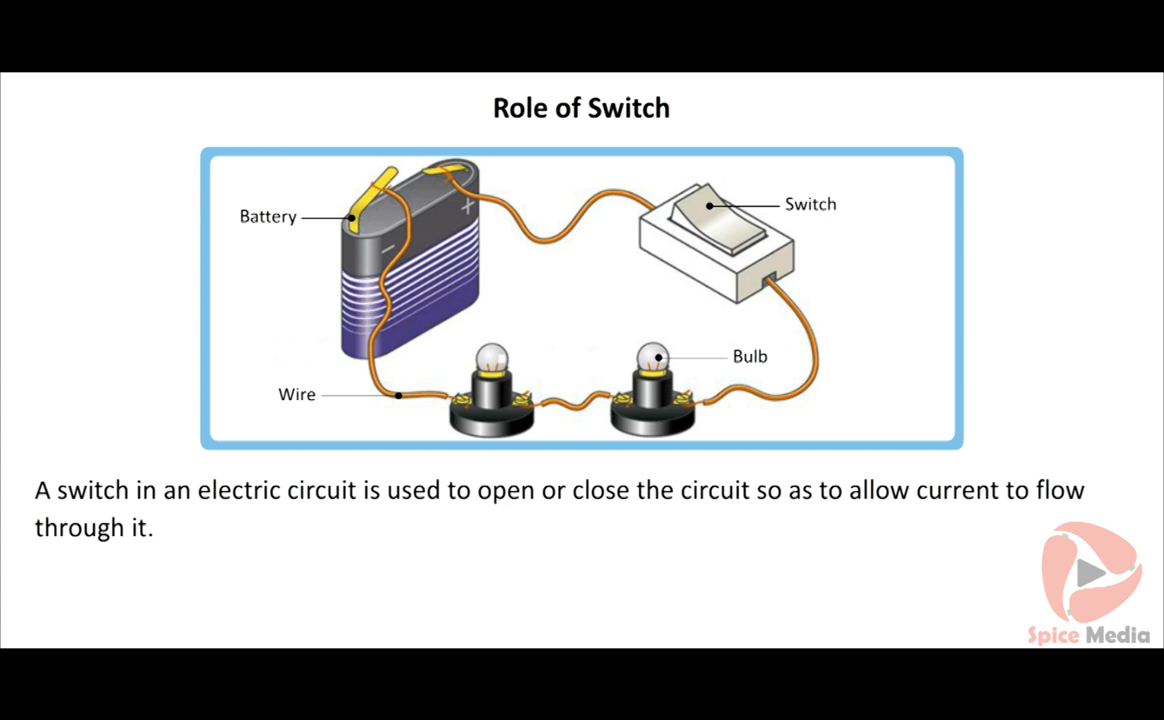 Role of Switch
Battery
Switch
+
−
Bulb
Wire
A switch in an electric circuit is used to open or close the circuit so as to allow current to flow
through it.
Spice Media